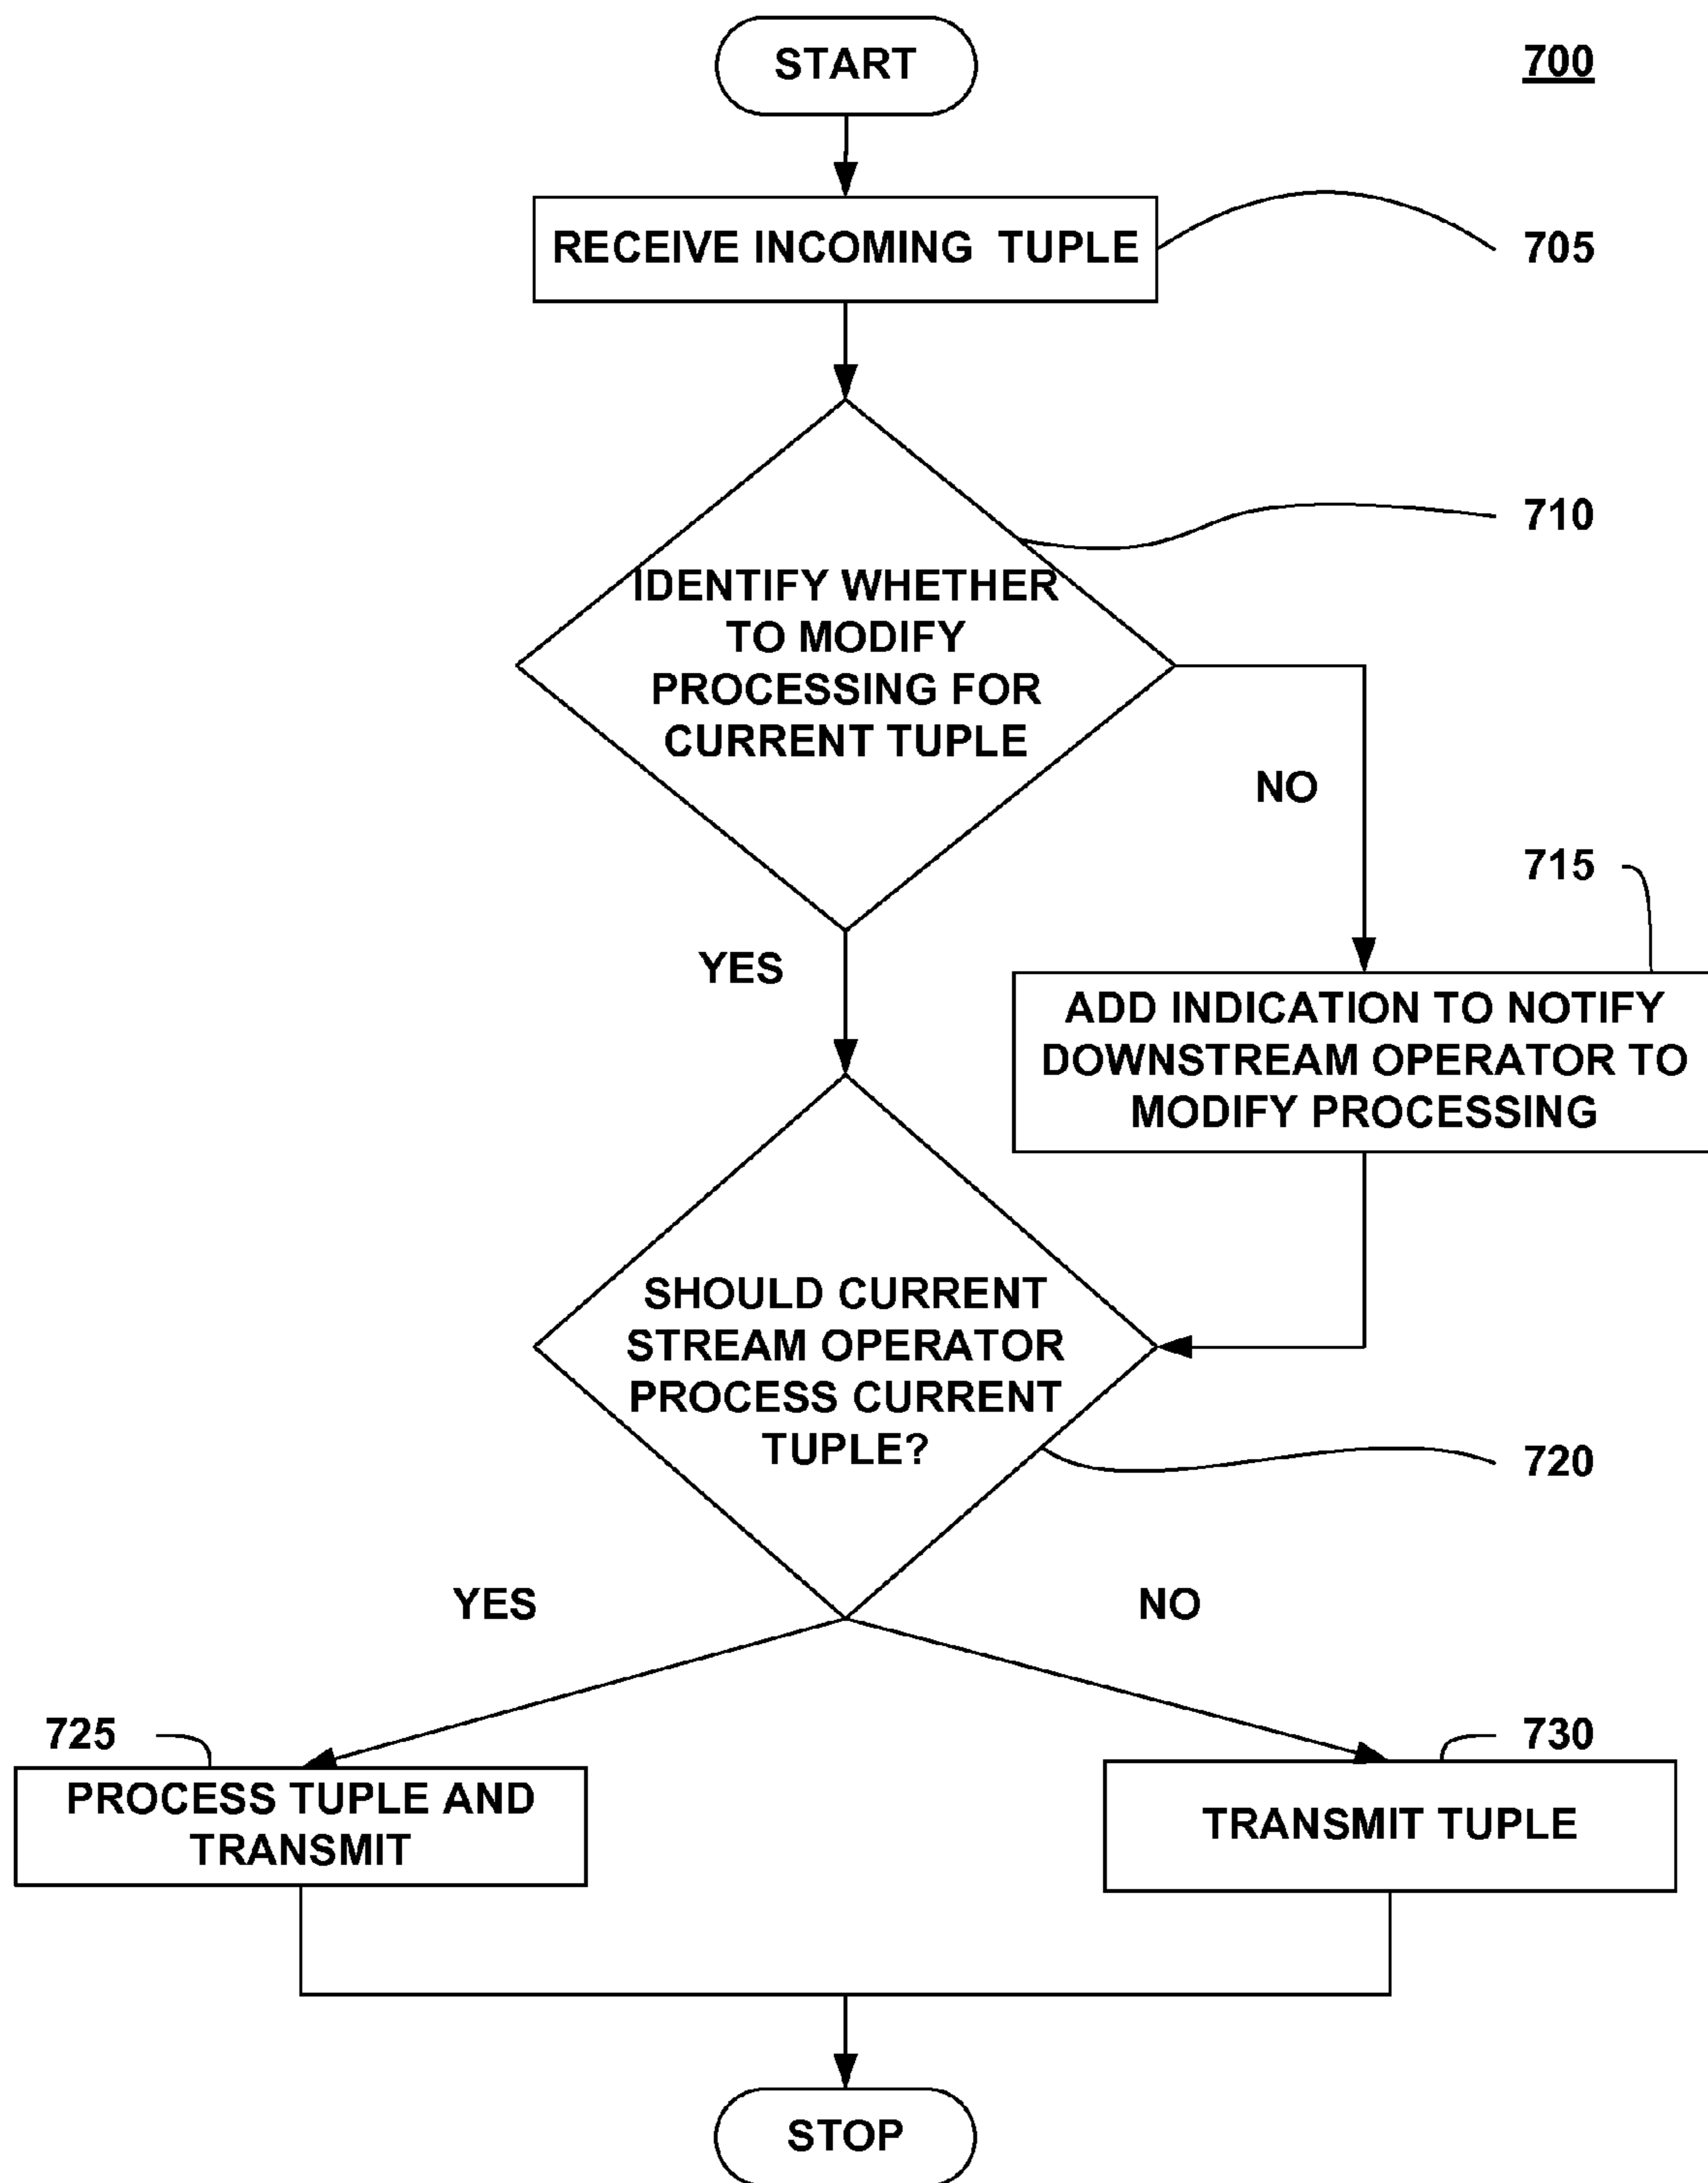 START
700
RECEIVE INCOMING TUPLE
705
710
IDENTIFY WHETHER
TO MODIFY
PROCESSING FOR
CURRENT TUPLE
NO
715
YES
ADD INDICATION TO NOTIFY
DOWNSTREAM OPERATOR TO
MODIFY PROCESSING
SHOULD CURRENT
STREAM OPERATOR
PROCESS CURRENT
TUPLE?
720
YES
NO
725
730
PROCESS TUPLE AND
TRANSMIT
TRANSMIT TUPLE
STOP